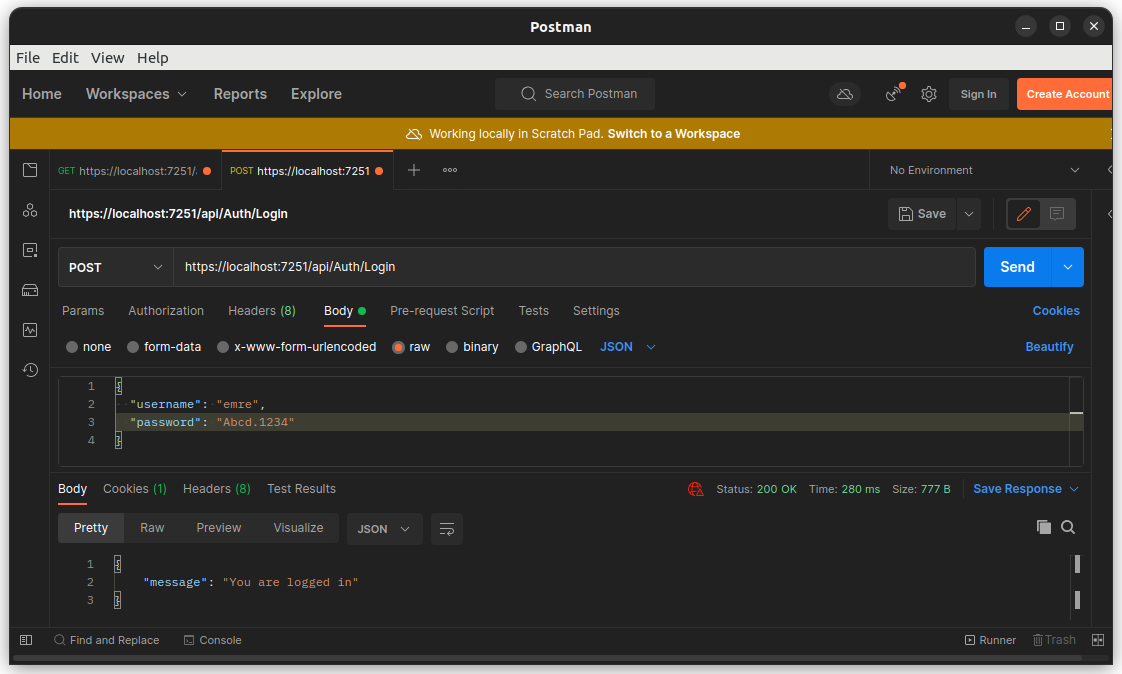 Postman
File Edit View Help
Home Workspaces Reports Explore Search Postman Sign In Create Account
Working locally in Scratch Pad. Switch to a Workspace
GET https://localhost:7251/. POST https://localhost:7251 No Environment
https://localhost:7251/api/Auth/Login Save
POST https://localhost:7251/api/Auth/Login Send
Params Authorization Headers (8) Body Pre-request Script Tests Settings Cookies
none form-data x-www-form-urlencoded raw binary GraphQL JSON Beautify
1 {
2 "username": "emre",
3 "password": "Abcd.1234"
4 }
Body Cookies (1) Headers (8) Test Results Status: 200 OK Time: 280 ms Size: 777 B Save Response
Pretty Raw Preview Visualize JSON
1 {
2 "message": "You are logged in"
3 }
Find and Replace Console Runner Trash